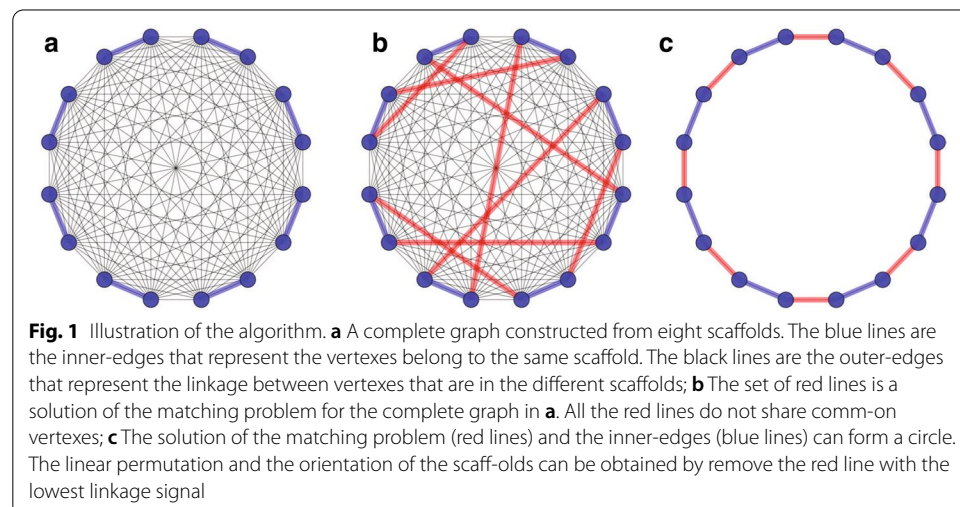 a
b
c
Fig. 1 Illustration of the algorithm. a A complete graph constructed from eight scaffolds. The blue lines are
the inner-edges that represent the vertexes belong to the same scaffold. The black lines are the outer-edges
that represent the linkage between vertexes that are in the different scaffolds; b The set of red lines is a
solution of the matching problem for the complete graph in a. All the red lines do not share comm-on
vertexes; c The solution of the matching problem (red lines) and the inner-edges (blue lines) can form a circle.
The linear permutation and the orientation of the scaff-olds can be obtained by remove the red line with the
lowest linkage signal